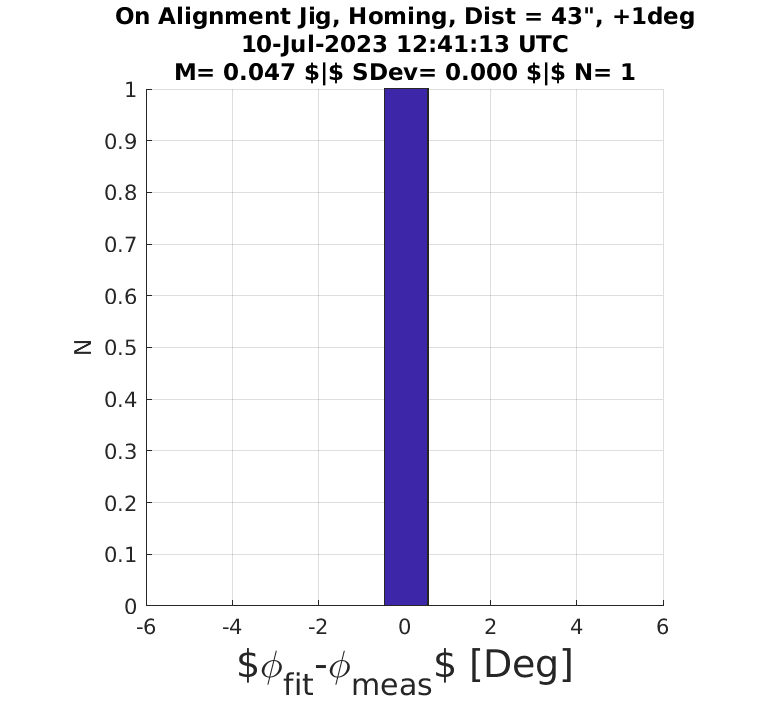 On Alignment Jig, Homing, Dist = 43", +1deg
10-Jul-2023 12:41:13 UTC
M= 0.047 $|$ SDev= 0.000 $|$ N= 1
1
0.9
0.8
0.7
0.6
0.5
0.4
0.3
0.2
0.1
0
N
-6 -4 -2 0 2 4 6
$ϕfit-ϕmeas$ [Deg]